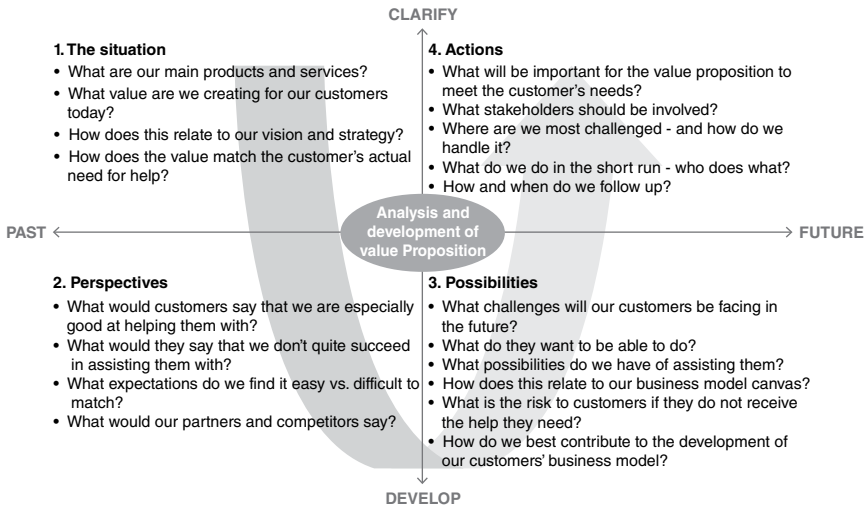 CLARIFY
1. The situation
• What are our main products and services?
• What value are we creating for our customers
today?
• How does this relate to our vision and strategy?
• How does the value match the customer's actual
need for help?
4. Actions
• What will be important for the value proposition to
meet the customer's needs?
• What stakeholders should be involved?
• Where are we most challenged - and how do we
handle it?
• What do we do in the short run - who does what?
• How and when do we follow up?
PAST
Analysis and
development of
value Proposition
FUTURE
2. Perspectives
• What would customers say that we are especially
good at helping them with?
• What would they say that we don't quite succeed
in assisting them with?
• What expectations do we find it easy vs. difficult to
match?
• What would our partners and competitors say?
3. Possibilities
• What challenges will our customers be facing in
the future?
• What do they want to be able to do?
• What possibilities do we have of assisting them?
• How does this relate to our business model canvas?
• What is the risk to customers if they do not receive
the help they need?
• How do we best contribute to the development of
our customers' business model?
DEVELOP